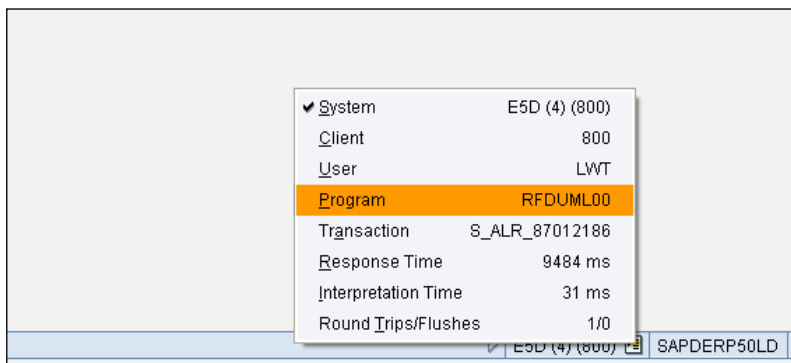 System E5D (4) (800)
Client 800
User LWT
Program RFDUML00
Transaction S_ALR_87012186
Response Time 9484 ms
Interpretation Time 31 ms
Round Trips/Flushes 1/0
E5D (4) (800) SAPDERP50LD